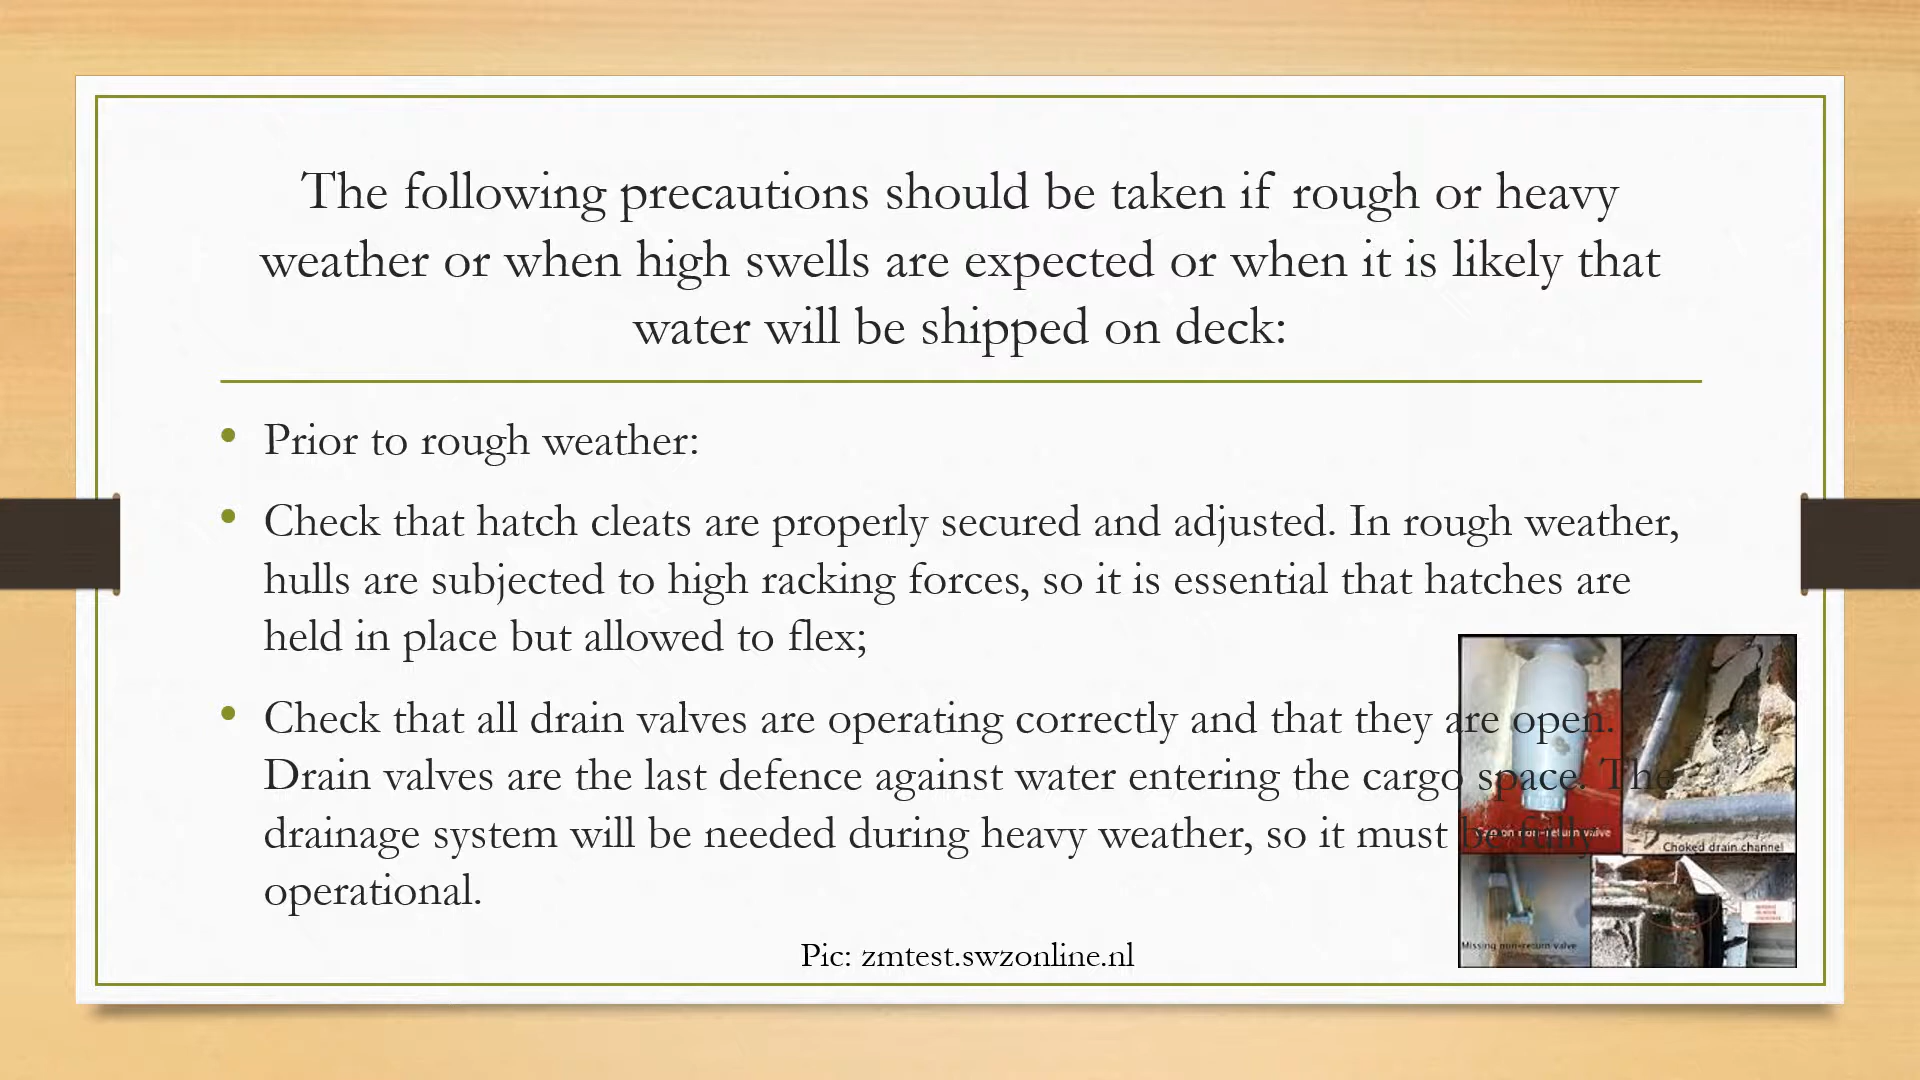 The following precautions should be taken if rough or heavy
weather or when high swells are expected or when it is likely that
water will be shipped on deck:
• Prior to rough weather:
• Check that hatch cleats are properly secured and adjusted. In rough weather,
hulls are subjected to high racking forces, so it is essential that hatches are
held in place but allowed to flex;
• Check that all drain valves are operating correctly and that they are open.
Drain valves are the last defence against water entering the cargo space. The
drainage system will be needed during heavy weather, so it must be fully
operational.
Cap on non-return valve
Choked drain channel
Missing non-return valve
Pic: zmtest.swzonline.nl